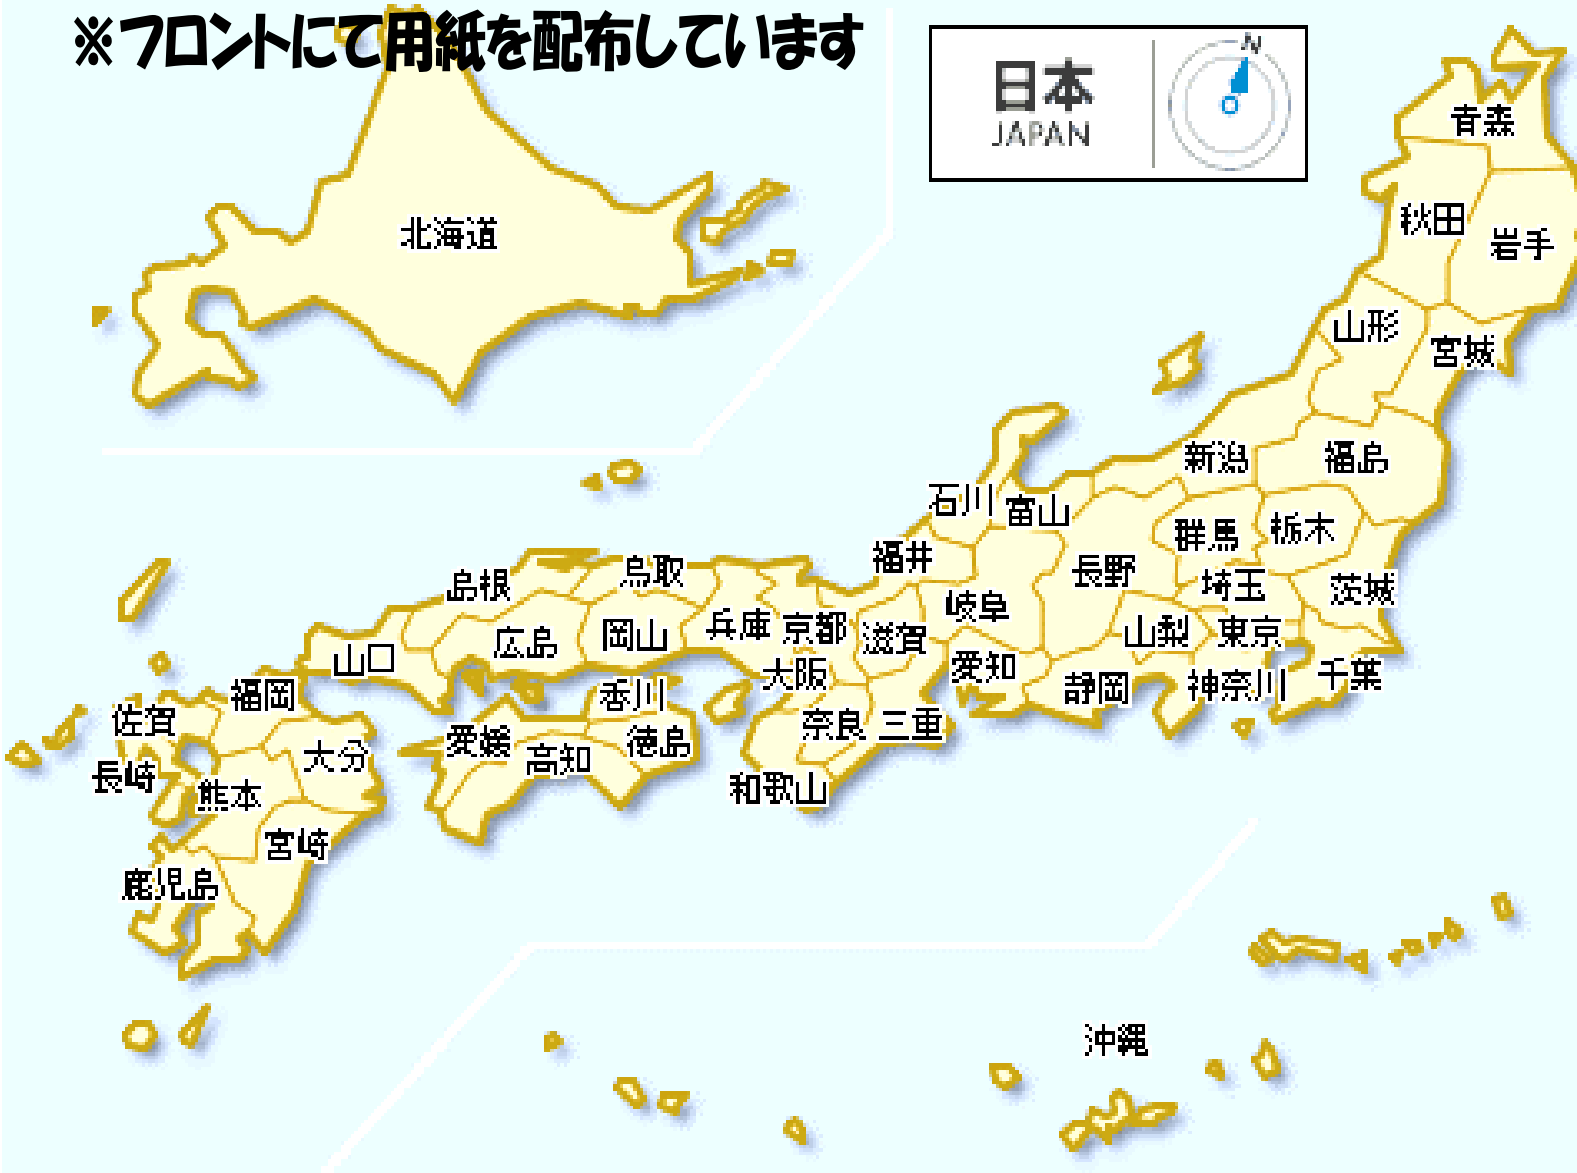 ※フロントにて用紙を配布しています
日本
JAPAN
N
青森
秋田
岩手
北海道
山形
宮城
新潟
福島
石川
富山
群馬
栃木
福井
長野
鳥取
島根
埼玉
茨城
岐阜
兵庫
京都
滋賀
山梨
東京
広島
岡山
山口
愛知
大阪
静岡
神奈川
千葉
福岡
香川
佐賀
奈良
三重
愛媛
徳島
大分
高知
長崎
熊本
和歌山
宮崎
鹿児島
沖縄